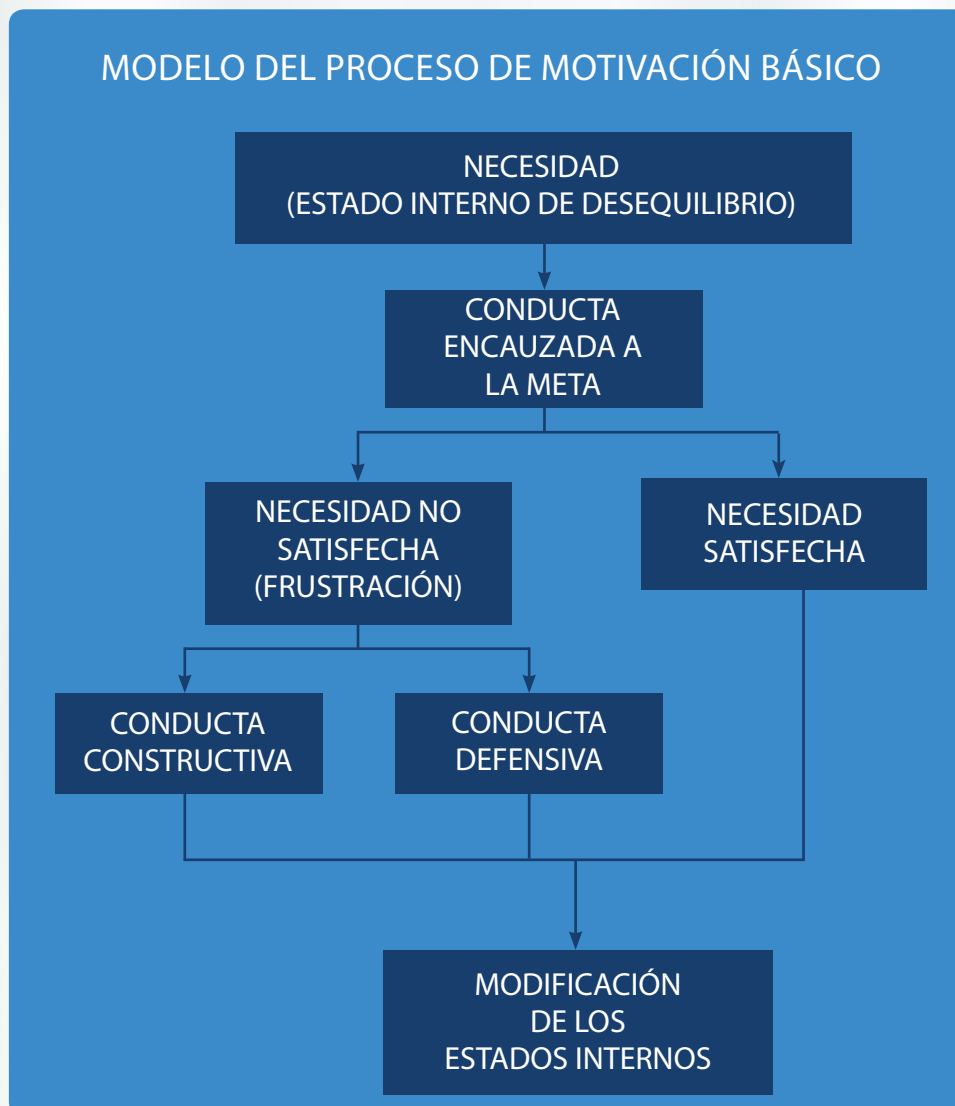 MODELO DEL PROCESO DE MOTIVACIÓN BÁSICO
NECESIDAD
(ESTADO INTERNO DE DESEQUILIBRIO)
CONDUCTA
ENCAUZADA A
LA META
NECESIDAD NO
SATISFECHA
(FRUSTRACIÓN)
NECESIDAD
SATISFECHA
CONDUCTA
CONSTRUCTIVA
CONDUCTA
DEFENSIVA
MODIFICACIÓN
DE LOS
ESTADOS INTERNOS